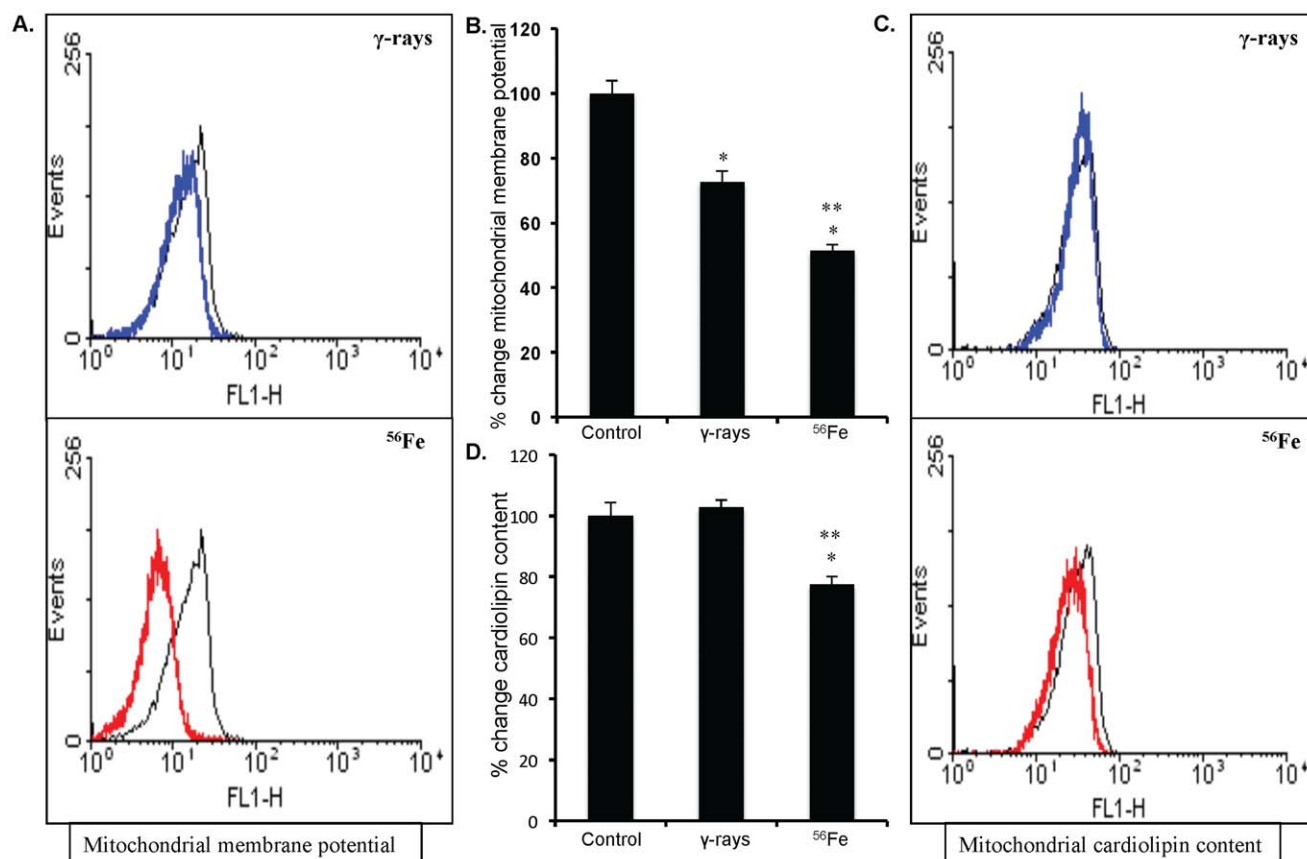 A.
γ-rays
256
Events
0
10⁰ 10¹ 10² 10³ 10⁴
FL1-H
⁵⁶Fe
256
Events
0
10⁰ 10¹ 10² 10³ 10⁴
FL1-H
Mitochondrial membrane potential
B.
% change mitochondrial membrane potential
120
100
80
60
40
20
0
*
**
*
Control γ-rays ⁵⁶Fe
D.
% change cardiolipin content
120
100
80
60
40
20
0
**
*
Control γ-rays ⁵⁶Fe
C.
γ-rays
256
Events
0
10⁰ 10¹ 10² 10³ 10⁴
FL1-H
⁵⁶Fe
256
Events
0
10⁰ 10¹ 10² 10³ 10⁴
FL1-H
Mitochondrial cardiolipin content